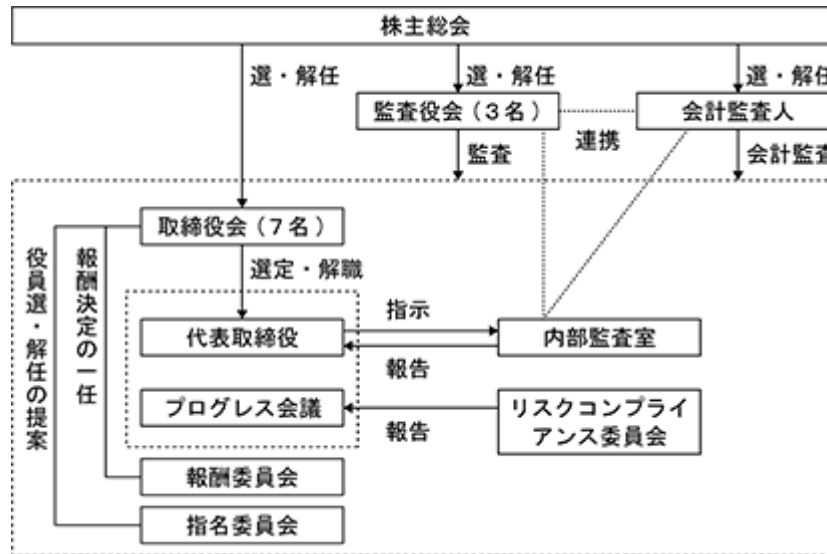 株主総会
選・解任
選・解任
選・解任
監査役会（3名）
会計監査人
連携
監査
会計監査
取締役会（7名）
選定・解職
役員選・解任の提案
報酬決定の一任
代表取締役
指示
報告
内部監査室
プログレス会議
報告
リスクコンプライ
アンス委員会
報酬委員会
指名委員会